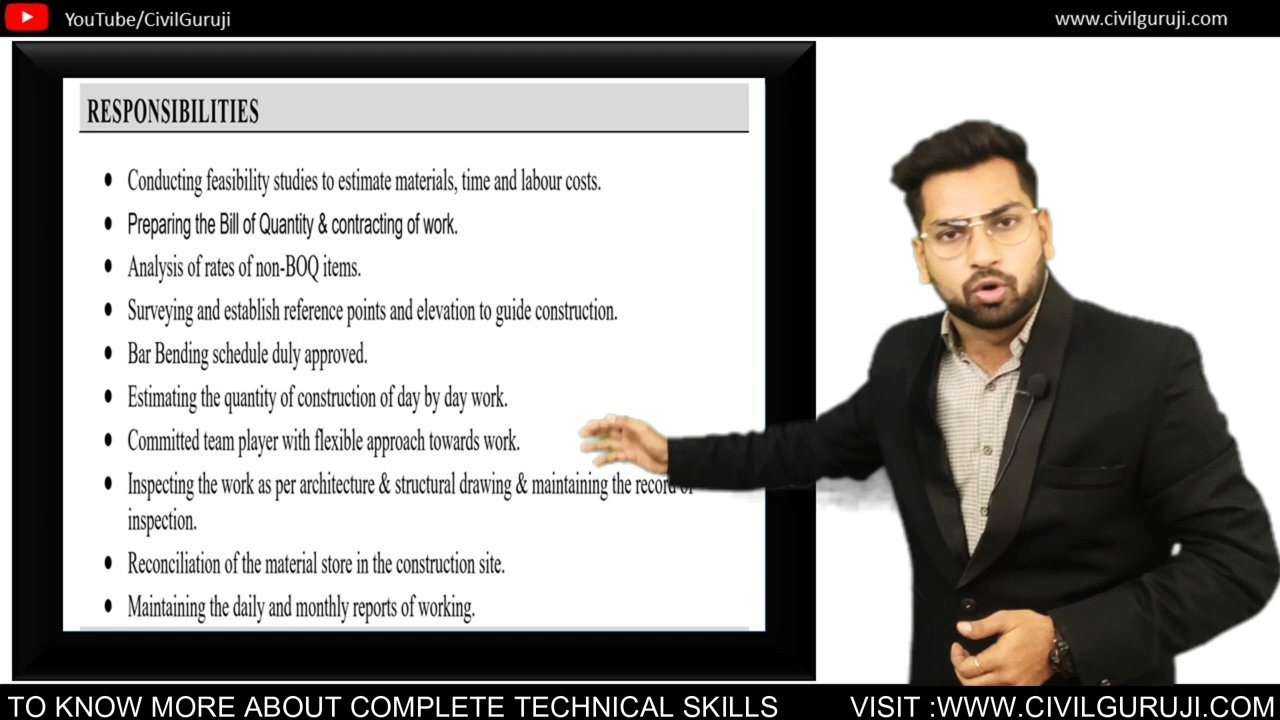 YouTube/CivilGuruji
www.civilguruji.com
RESPONSIBILITIES
Conducting feasibility studies to estimate materials, time and labour costs.
Preparing the Bill of Quantity & contracting of work.
Analysis of rates of non-BOQ items.
Surveying and establish reference points and elevation to guide construction.
Bar Bending schedule duly approved.
Estimating the quantity of construction of day by day work.
Committed team player with flexible approach towards work.
Inspecting the work as per architecture & structural drawing & maintaining the record of
inspection.
Reconciliation of the material store in the construction site.
Maintaining the daily and monthly reports of working.
TO KNOW MORE ABOUT COMPLETE TECHNICAL SKILLS
VISIT :WWW.CIVILGURUJI.COM